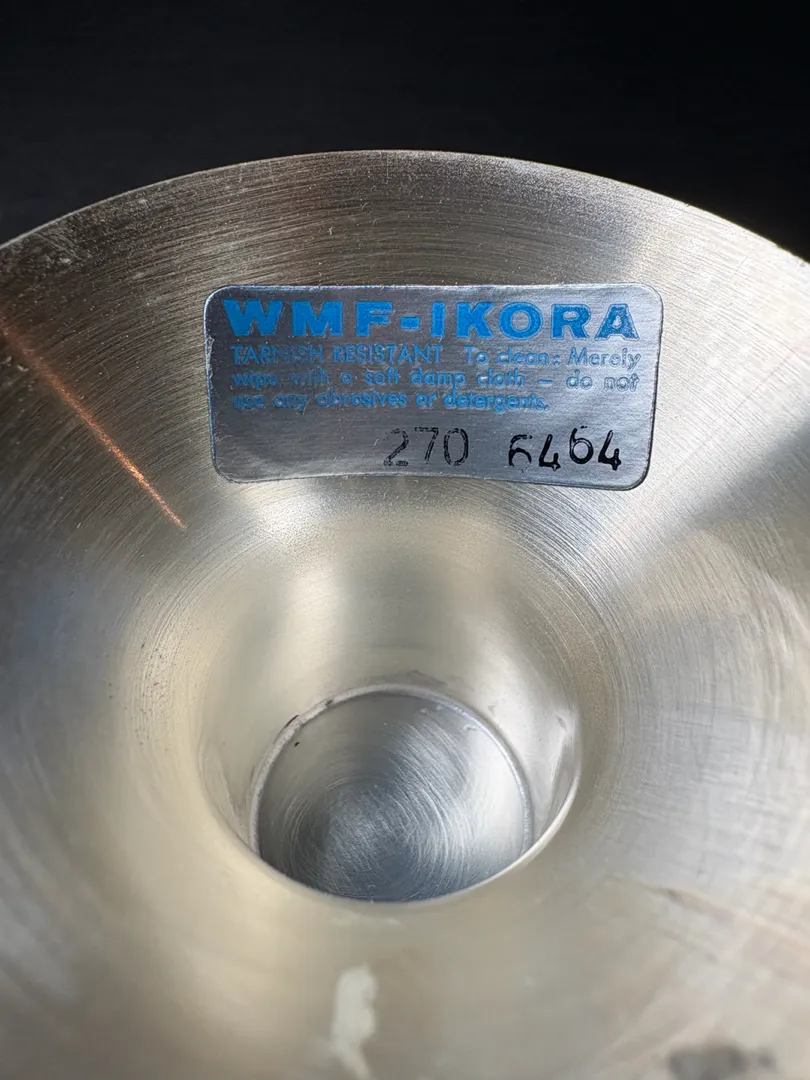 WMF-IKORA
TARNISH RESISTANT To clean: Merely
wipe with a soft damp cloth – do not
use any abrasives or detergents.
270 6464